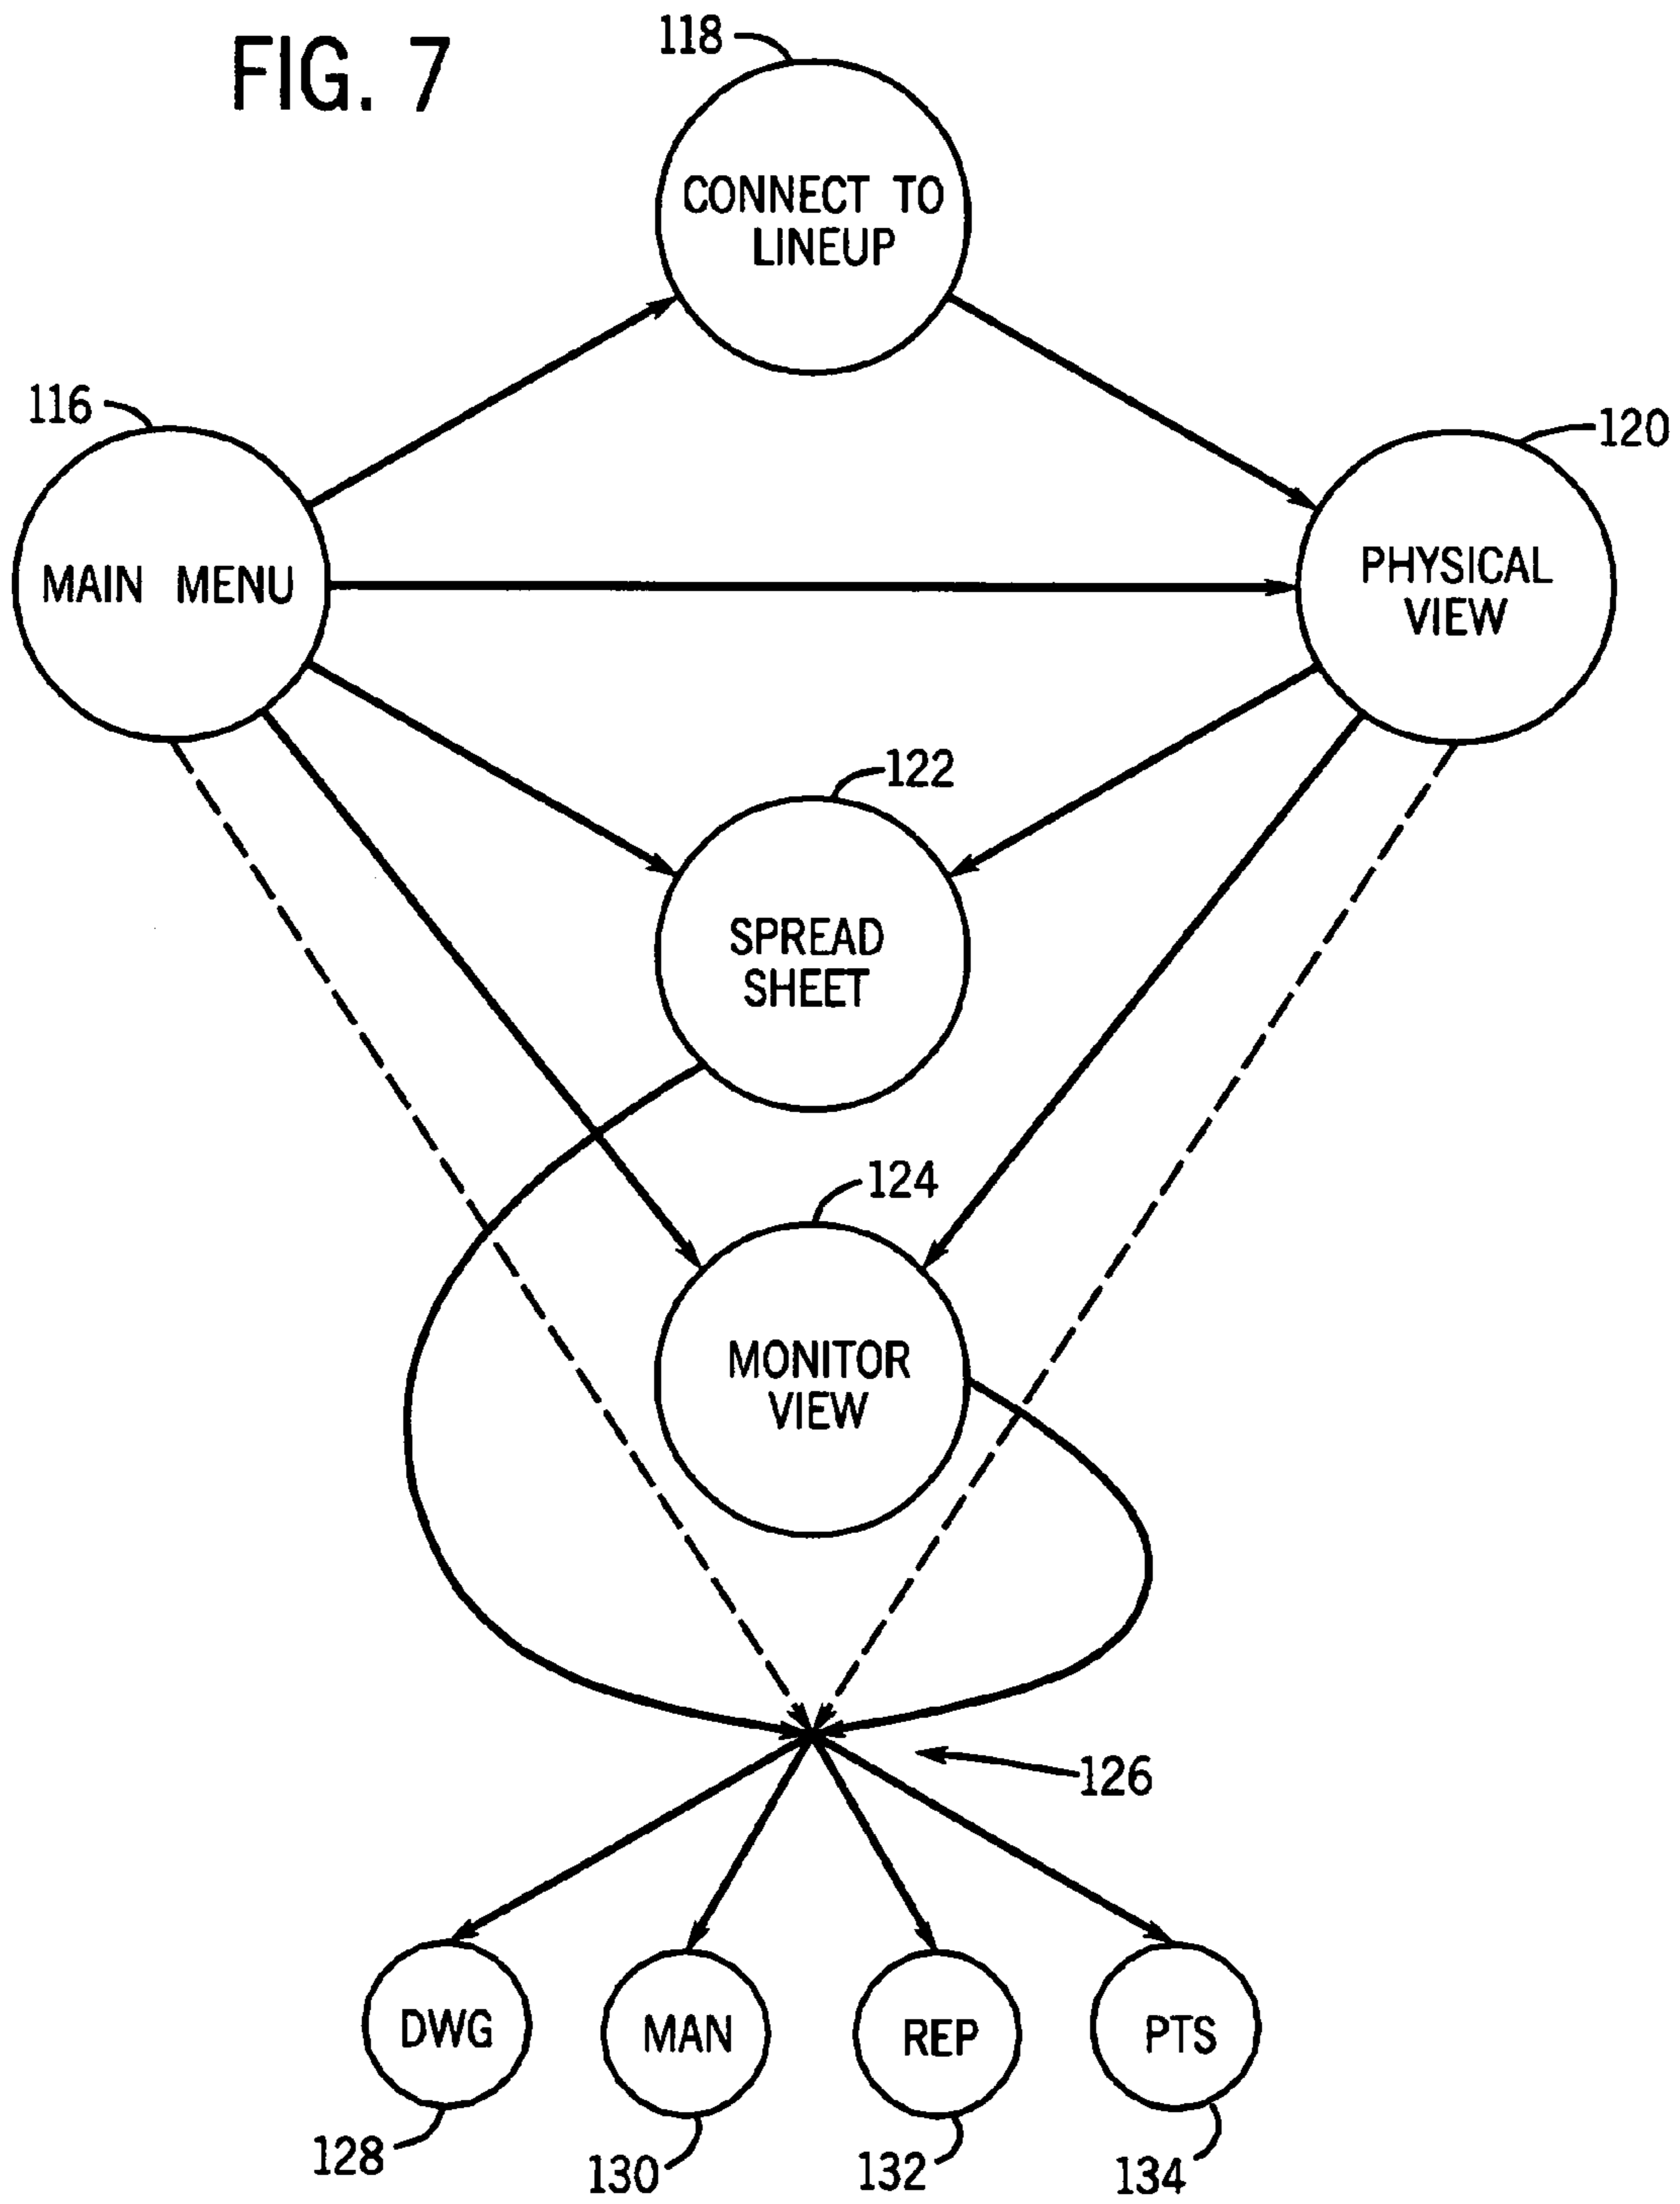 FIG. 7
118
CONNECT TO
LINEUP
116
120
MAIN MENU
PHYSICAL
VIEW
122
SPREAD
SHEET
124
MONITOR
VIEW
126
DWG
MAN
REP
PTS
128
130
132
134